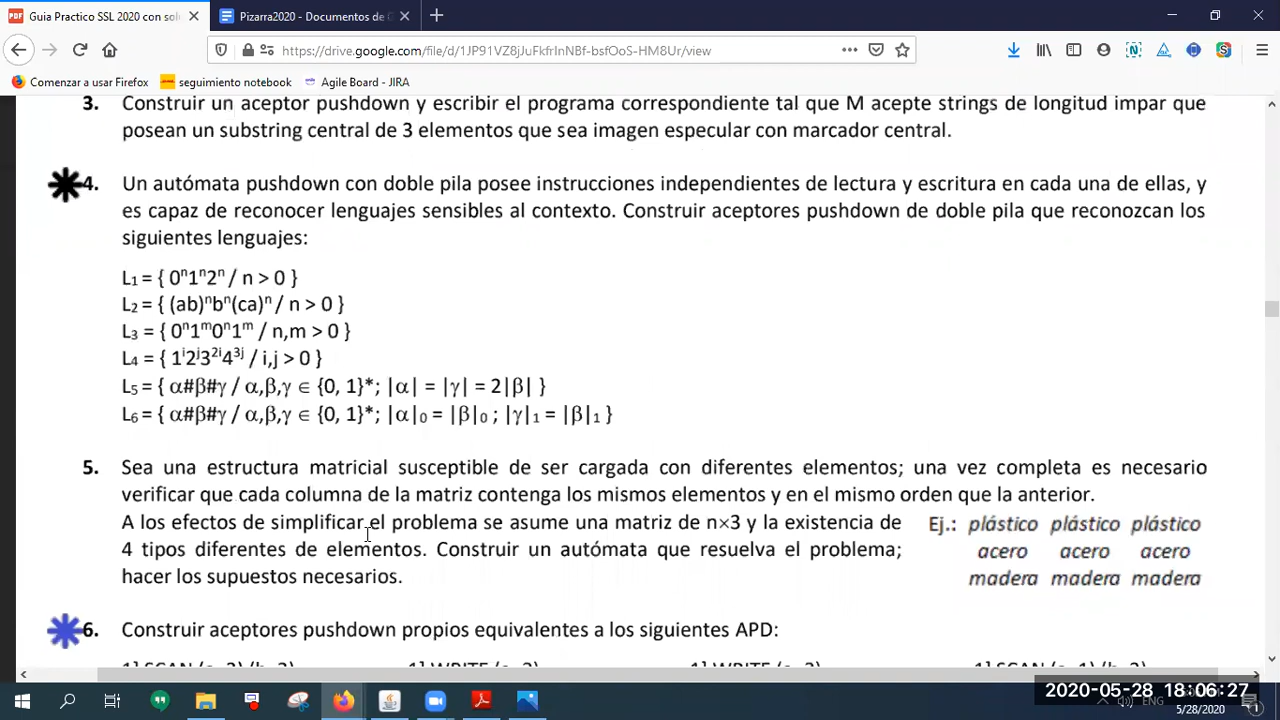 Guia Practico SSL 2020 con solu
Pizarra2020 - Documentos de G
https://drive.google.com/file/d/1JP91VZ8jJuFkfrInNBf-bsfOoS-HM8Ur/view
Comenzar a usar Firefox
seguimiento notebook
Agile Board - JIRA
3. Construir un aceptor pushdown y escribir el programa correspondiente tal que M acepte strings de longitud impar que
posean un substring central de 3 elementos que sea imagen especular con marcador central.
4. Un autómata pushdown con doble pila posee instrucciones independientes de lectura y escritura en cada una de ellas, y
es capaz de reconocer lenguajes sensibles al contexto. Construir aceptores pushdown de doble pila que reconozcan los
siguientes lenguajes:
L₁ = { 0ⁿ1ⁿ2ⁿ / n > 0 }
L₂ = { (ab)ⁿbⁿ(ca)ⁿ / n > 0 }
L₃ = { 0ⁿ1ᵐ0ⁿ1ᵐ / n,m > 0 }
L₄ = { 1ⁱ2ʲ3²ⁱ4³ʲ / i,j > 0 }
L₅ = { α#β#γ / α,β,γ ∈ {0, 1}*; |α| = |γ| = 2|β| }
L₆ = { α#β#γ / α,β,γ ∈ {0, 1}*; |α|₀ = |β|₀ ; |γ|₁ = |β|₁ }
5. Sea una estructura matricial susceptible de ser cargada con diferentes elementos; una vez completa es necesario
verificar que cada columna de la matriz contenga los mismos elementos y en el mismo orden que la anterior.
A los efectos de simplificar el problema se asume una matriz de n×3 y la existencia de
4 tipos diferentes de elementos. Construir un autómata que resuelva el problema;
hacer los supuestos necesarios.
Ej.: plástico plástico plástico
acero acero acero
madera madera madera
6. Construir aceptores pushdown propios equivalentes a los siguientes APD:
2020-05-28 18:06:27
ENG
5/28/2020